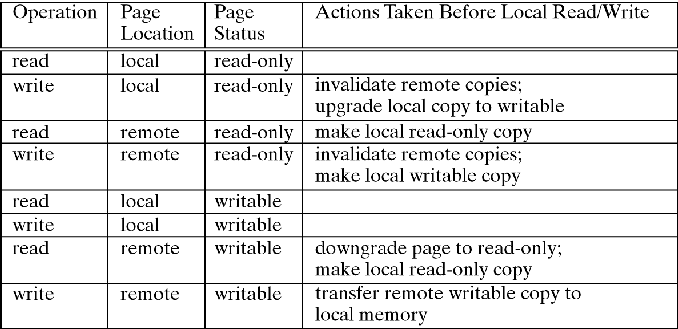 Operation Page Page Actions Taken Before Local Read/Write
Location Status
read local read-only
write local read-only invalidate remote copies;
upgrade local copy to writable
read remote read-only make local read-only copy
write remote read-only invalidate remote copies;
make local writable copy
read local writable
write local writable
read remote writable downgrade page to read-only;
make local read-only copy
write remote writable transfer remote writable copy to
local memory